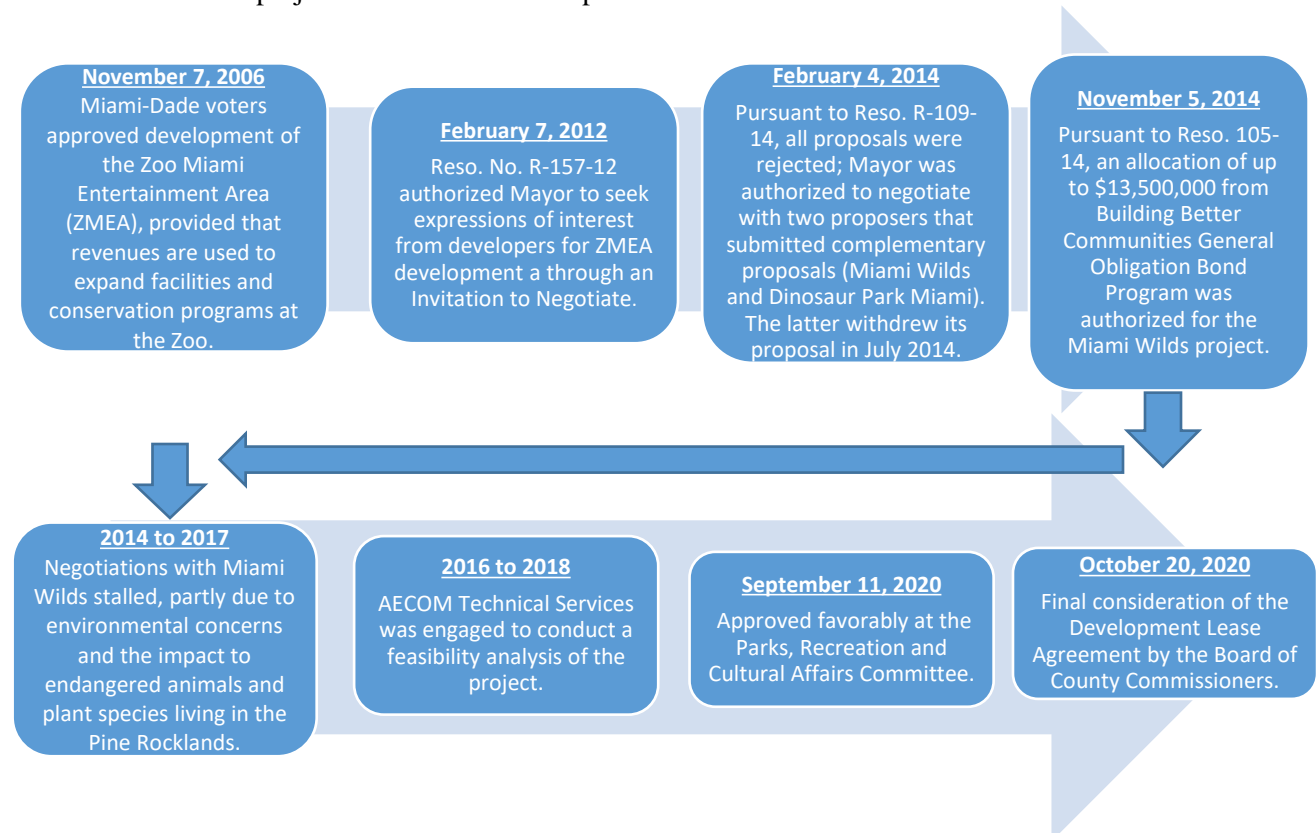 November 7, 2006
Miami-Dade voters
approved development of
the Zoo Miami
Entertainment Area
(ZMEA), provided that
revenues are used to
expand facilities and
conservation programs at
the Zoo.
February 7, 2012
Reso. No. R-157-12
authorized Mayor to seek
expressions of interest
from developers for ZMEA
development a through an
Invitation to Negotiate.
February 4, 2014
Pursuant to Reso. R-109-
14, all proposals were
rejected; Mayor was
authorized to negotiate
with two proposers that
submitted complementary
proposals (Miami Wilds
and Dinosaur Park Miami).
The latter withdrew its
proposal in July 2014.
November 5, 2014
Pursuant to Reso. 105-
14, an allocation of up
to $13,500,000 from
Building Better
Communities General
Obligation Bond
Program was
authorized for the
Miami Wilds project.
2014 to 2017
Negotiations with Miami
Wilds stalled, partly due to
environmental concerns
and the impact to
endangered animals and
plant species living in the
Pine Rocklands.
2016 to 2018
AECOM Technical Services
was engaged to conduct a
feasibility analysis of the
project.
September 11, 2020
Approved favorably at the
Parks, Recreation and
Cultural Affairs Committee.
October 20, 2020
Final consideration of the
Development Lease
Agreement by the Board of
County Commissioners.